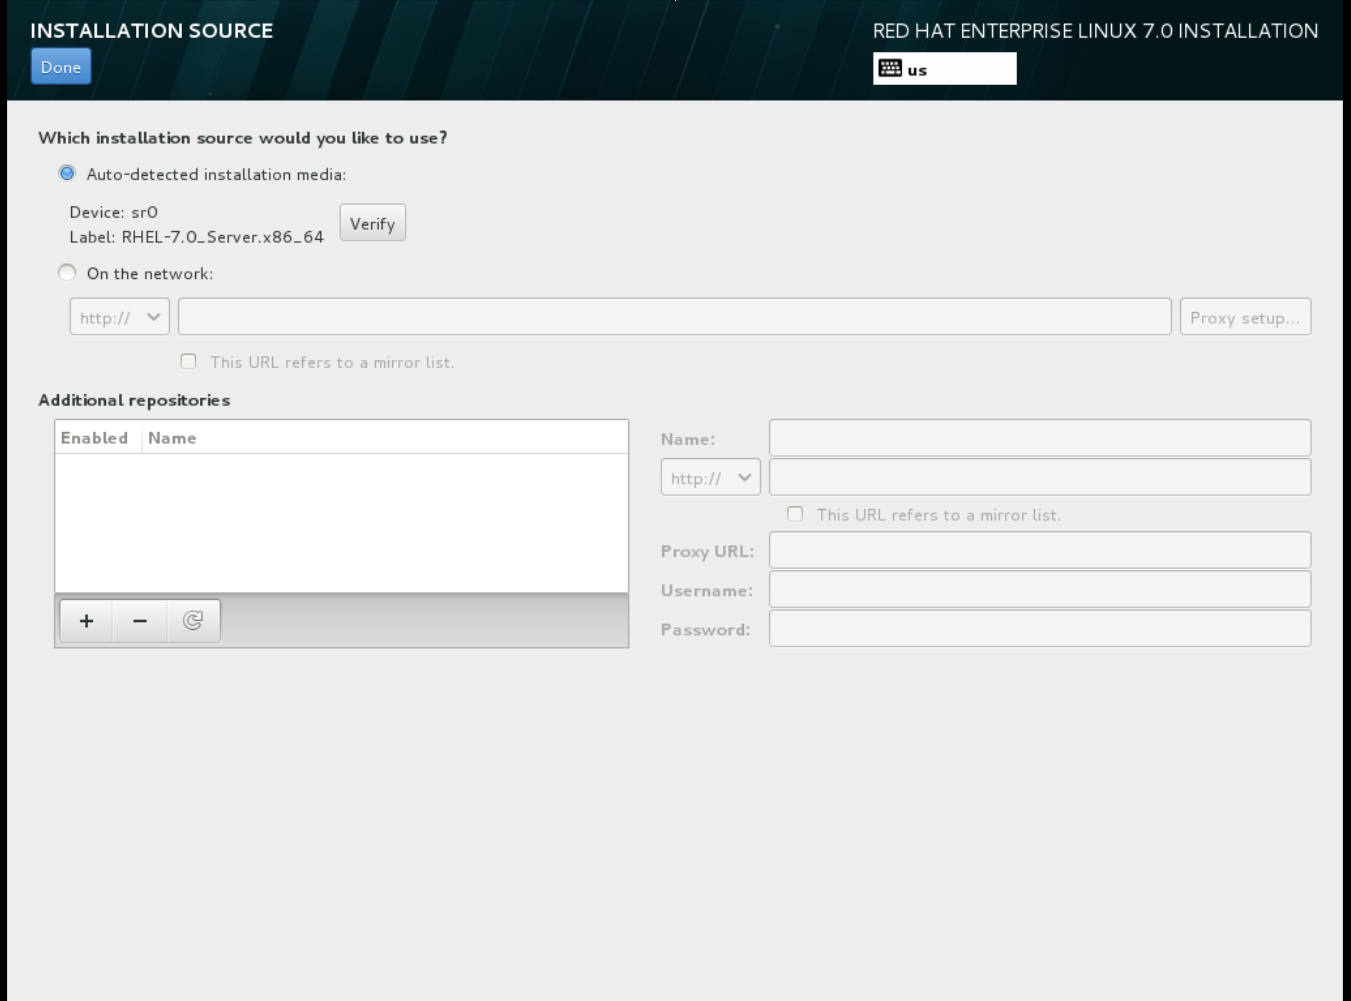 INSTALLATION SOURCE
RED HAT ENTERPRISE LINUX 7.0 INSTALLATION
Done
us
Which installation source would you like to use?
Auto-detected installation media:
Device: sr0
Label: RHEL-7.0_Server.x86_64
Verify
On the network:
http://
Proxy setup...
This URL refers to a mirror list.
Additional repositories
Enabled Name
Name:
http://
This URL refers to a mirror list.
Proxy URL:
Username:
Password: